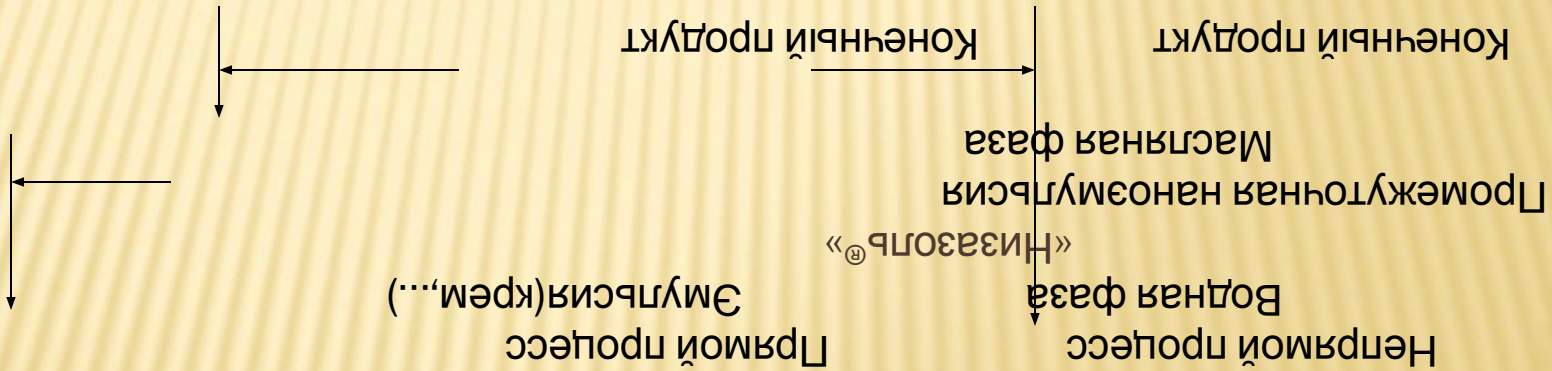 Непрямой процесс Прямой процесс
Водная фаза Эмульсия(крем,...)
«Низазоль®»
Промежуточная наноэмульсия
Масляная фаза
Конечный продукт Конечный продукт